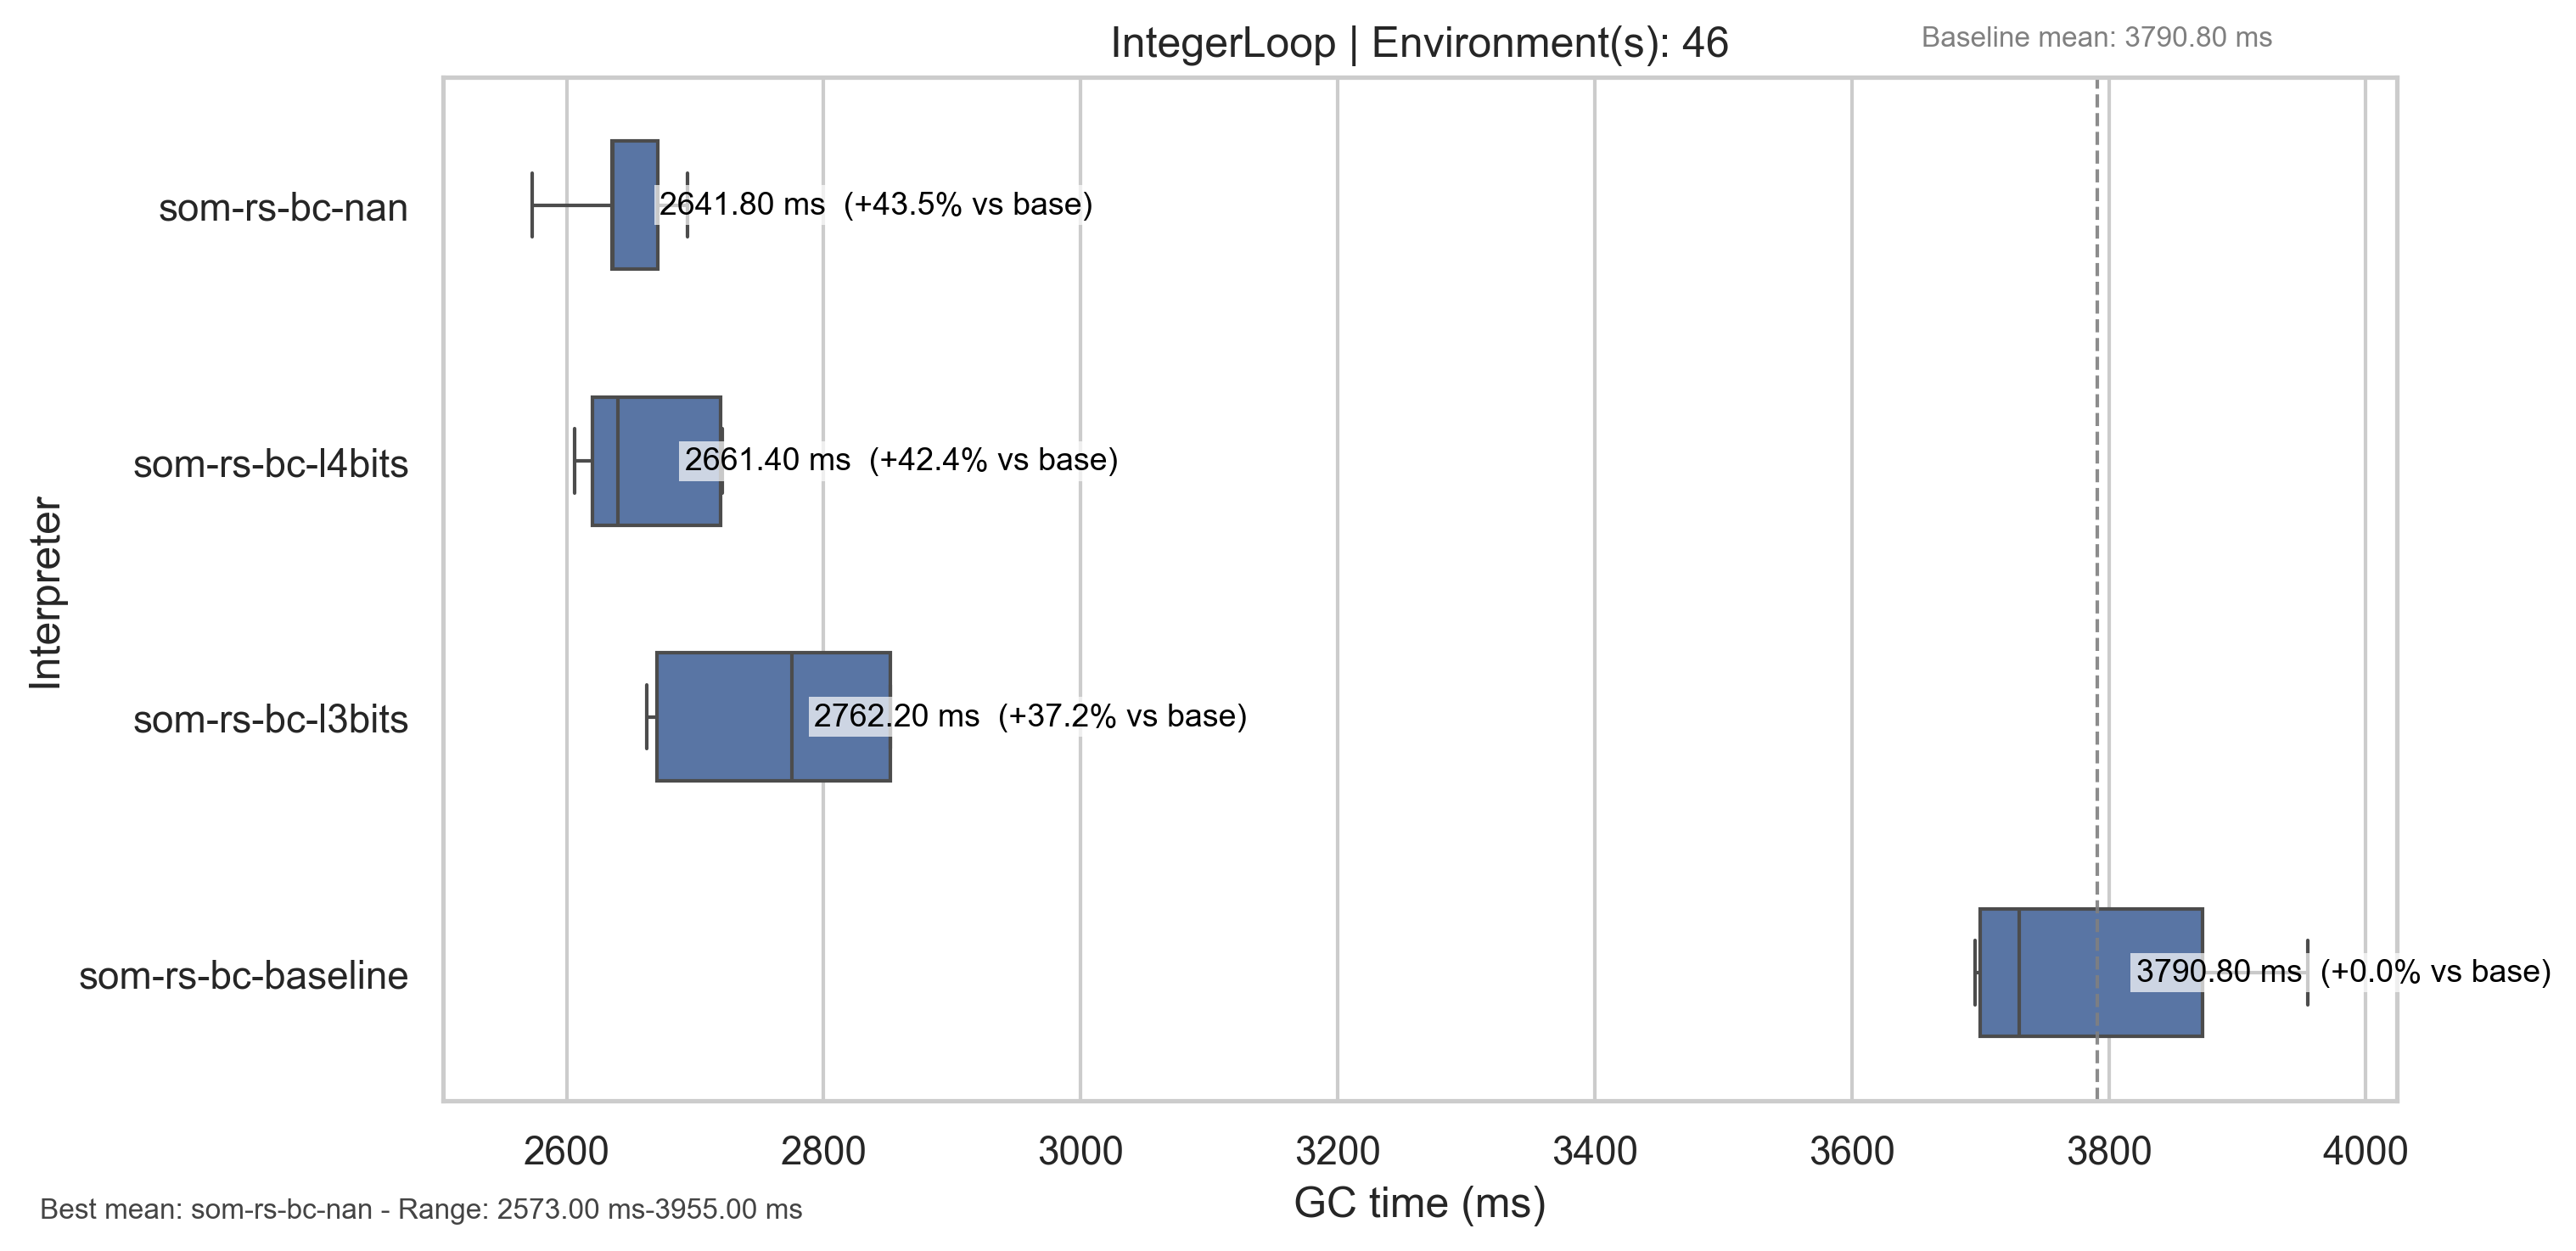 IntegerLoop | Environment(s): 46
Baseline mean: 3790.80 ms
Interpreter
som-rs-bc-nan
2641.80 ms (+43.5% vs base)
som-rs-bc-l4bits
2661.40 ms (+42.4% vs base)
som-rs-bc-l3bits
2762.20 ms (+37.2% vs base)
som-rs-bc-baseline
3790.80 ms (+0.0% vs base)
2600 2800 3000 3200 3400 3600 3800 4000
GC time (ms)
Best mean: som-rs-bc-nan - Range: 2573.00 ms-3955.00 ms